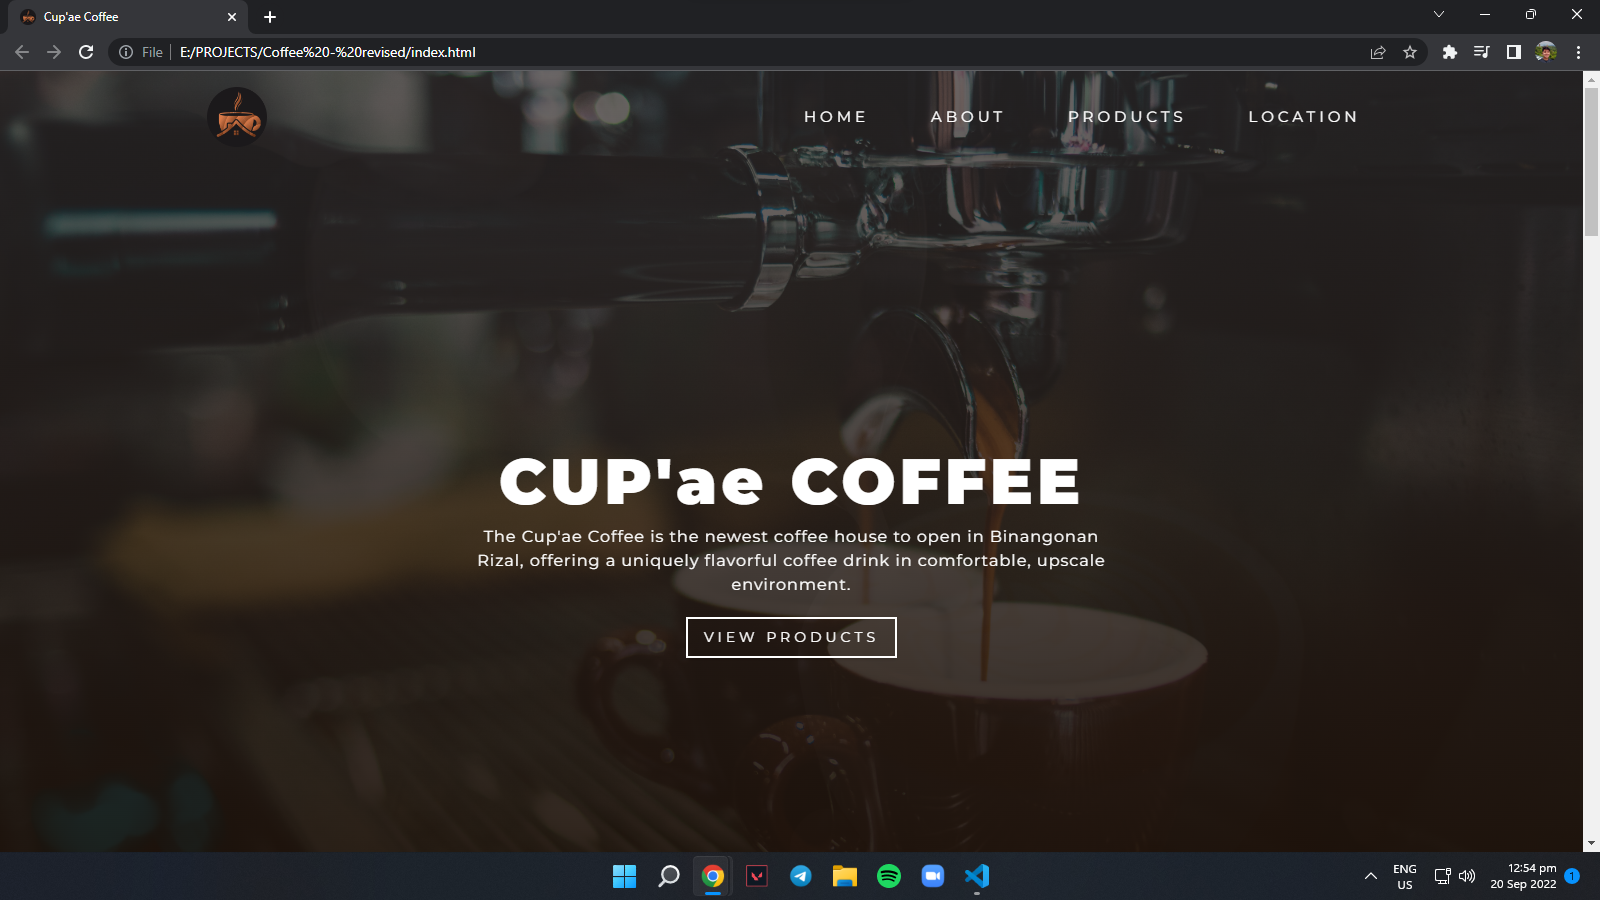 Cup'ae Coffee
File
E:/PROJECTS/Coffee%20-%20revised/index.html
HOME ABOUT PRODUCTS LOCATION
CUP'ae COFFEE
The Cup'ae Coffee is the newest coffee house to open in Binangonan
Rizal, offering a uniquely flavorful coffee drink in comfortable, upscale
environment.
VIEW PRODUCTS
ENG
US
12:54 pm
20 Sep 2022
1